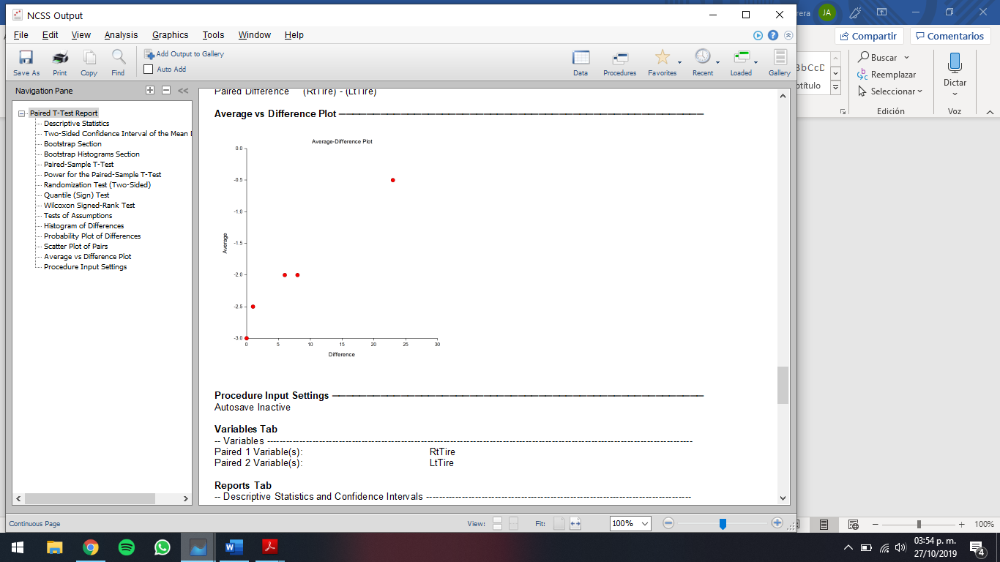 NCSS Output
File Edit View Analysis Graphics Tools Window Help
Save As Print Copy Find
Add Output to Gallery
Auto Add
Data Procedures Favorites Recent Loaded Gallery
Navigation Pane
<<
Paired T-Test Report
Descriptive Statistics
Two-Sided Confidence Interval of the Mean
Bootstrap Section
Bootstrap Histograms Section
Paired-Sample T-Test
Power for the Paired-Sample T-Test
Randomization Test (Two-Sided)
Quantile (Sign) Test
Wilcoxon Signed-Rank Test
Tests of Assumptions
Histogram of Differences
Probability Plot of Differences
Scatter Plot of Pairs
Average vs Difference Plot
Procedure Input Settings
Paired Difference (RtTire) - (LtTire)
Average vs Difference Plot
Average-Difference Plot
0.0
-0.5
-1.0
-1.5
-2.0
-2.5
-3.0
Average
0 5 10 15 20 25 30
Difference
Procedure Input Settings
Autosave Inactive
Variables Tab
-- Variables
Paired 1 Variable(s): RtTire
Paired 2 Variable(s): LtTire
Reports Tab
-- Descriptive Statistics and Confidence Intervals
Continuous Page
View:
Fit:
100%
rera
JA
Compartir
Comentarios
BbCcD
btítulo
Buscar
Reemplazar
Seleccionar
Edición
Dictar
Voz
100%
03:54 p. m.
27/10/2019
4